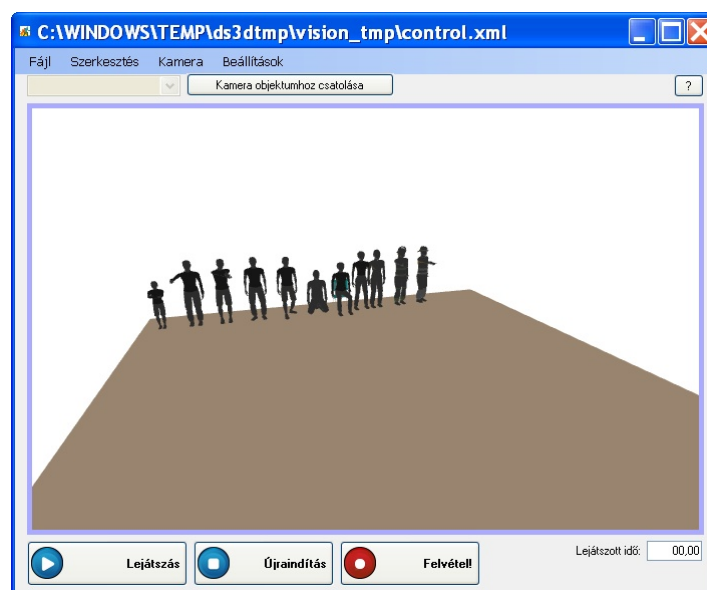 C:\WINDOWS\TEMP\ds3dtmp\vision_tmp\control.xml
Fájl Szerkesztés Kamera Beállítások
Kamera objektumhoz csatolása ?
Lejátszás Újraindítás Felvétel! Lejátszott idő: 00,00